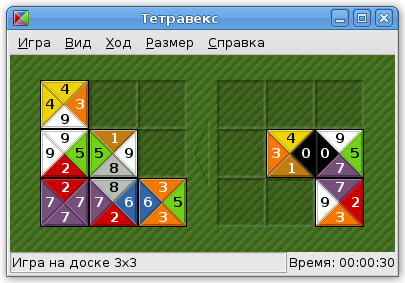 Тетравекс
Игра Вид Ход Размер Справка
4
4 3
9
9 1 4 9
9 5 5 9 3 0 0 5
2 8 1 7
2 8 3 7
7 7 7 6 6 5 9 2
7 2 3 3
Игра на доске 3x3 Время: 00:00:30